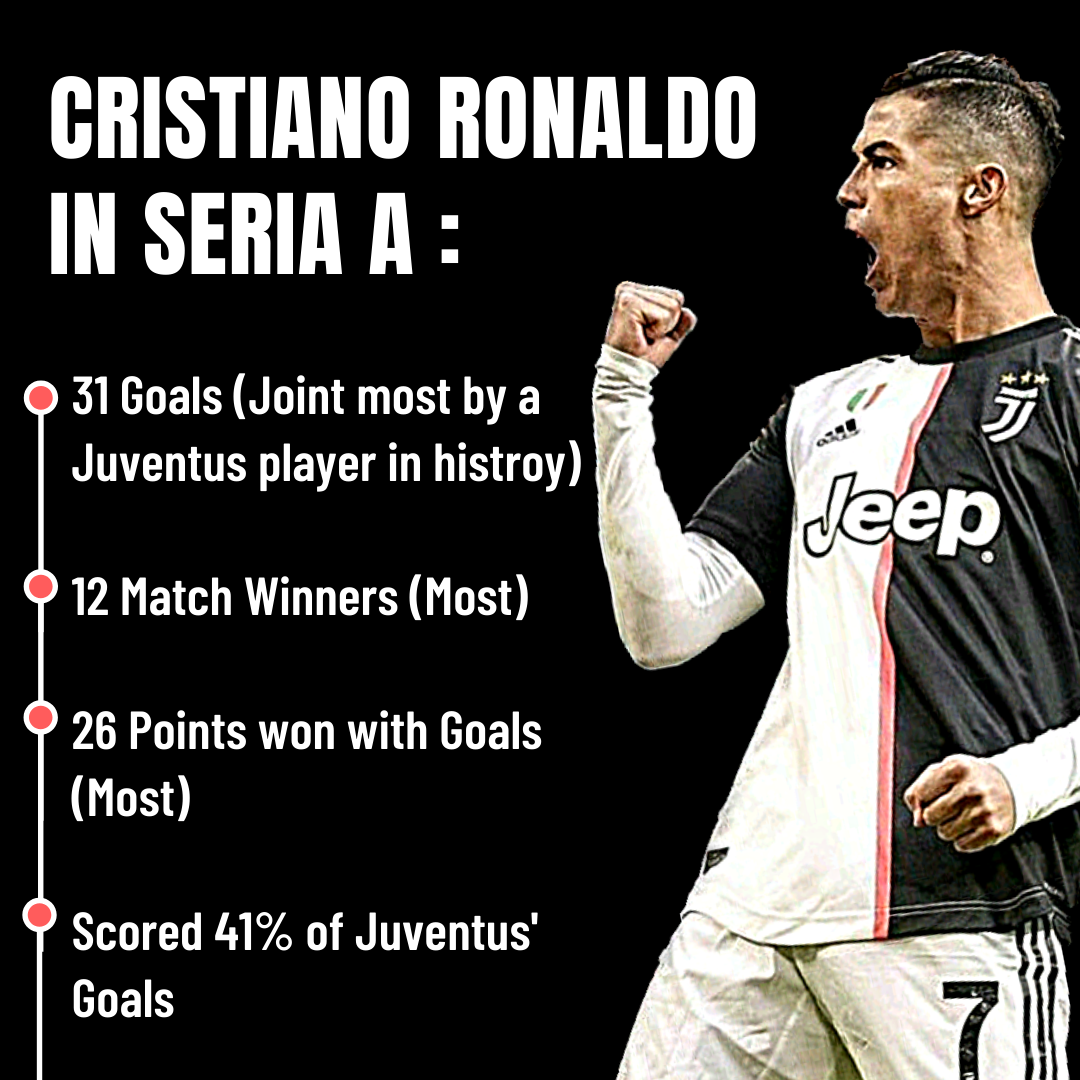 CRISTIANO RONALDO
IN SERIA A :
31 Goals (Joint most by a
Juventus player in histroy)
12 Match Winners (Most)
26 Points won with Goals
(Most)
Scored 41% of Juventus'
Goals
Jeep
7